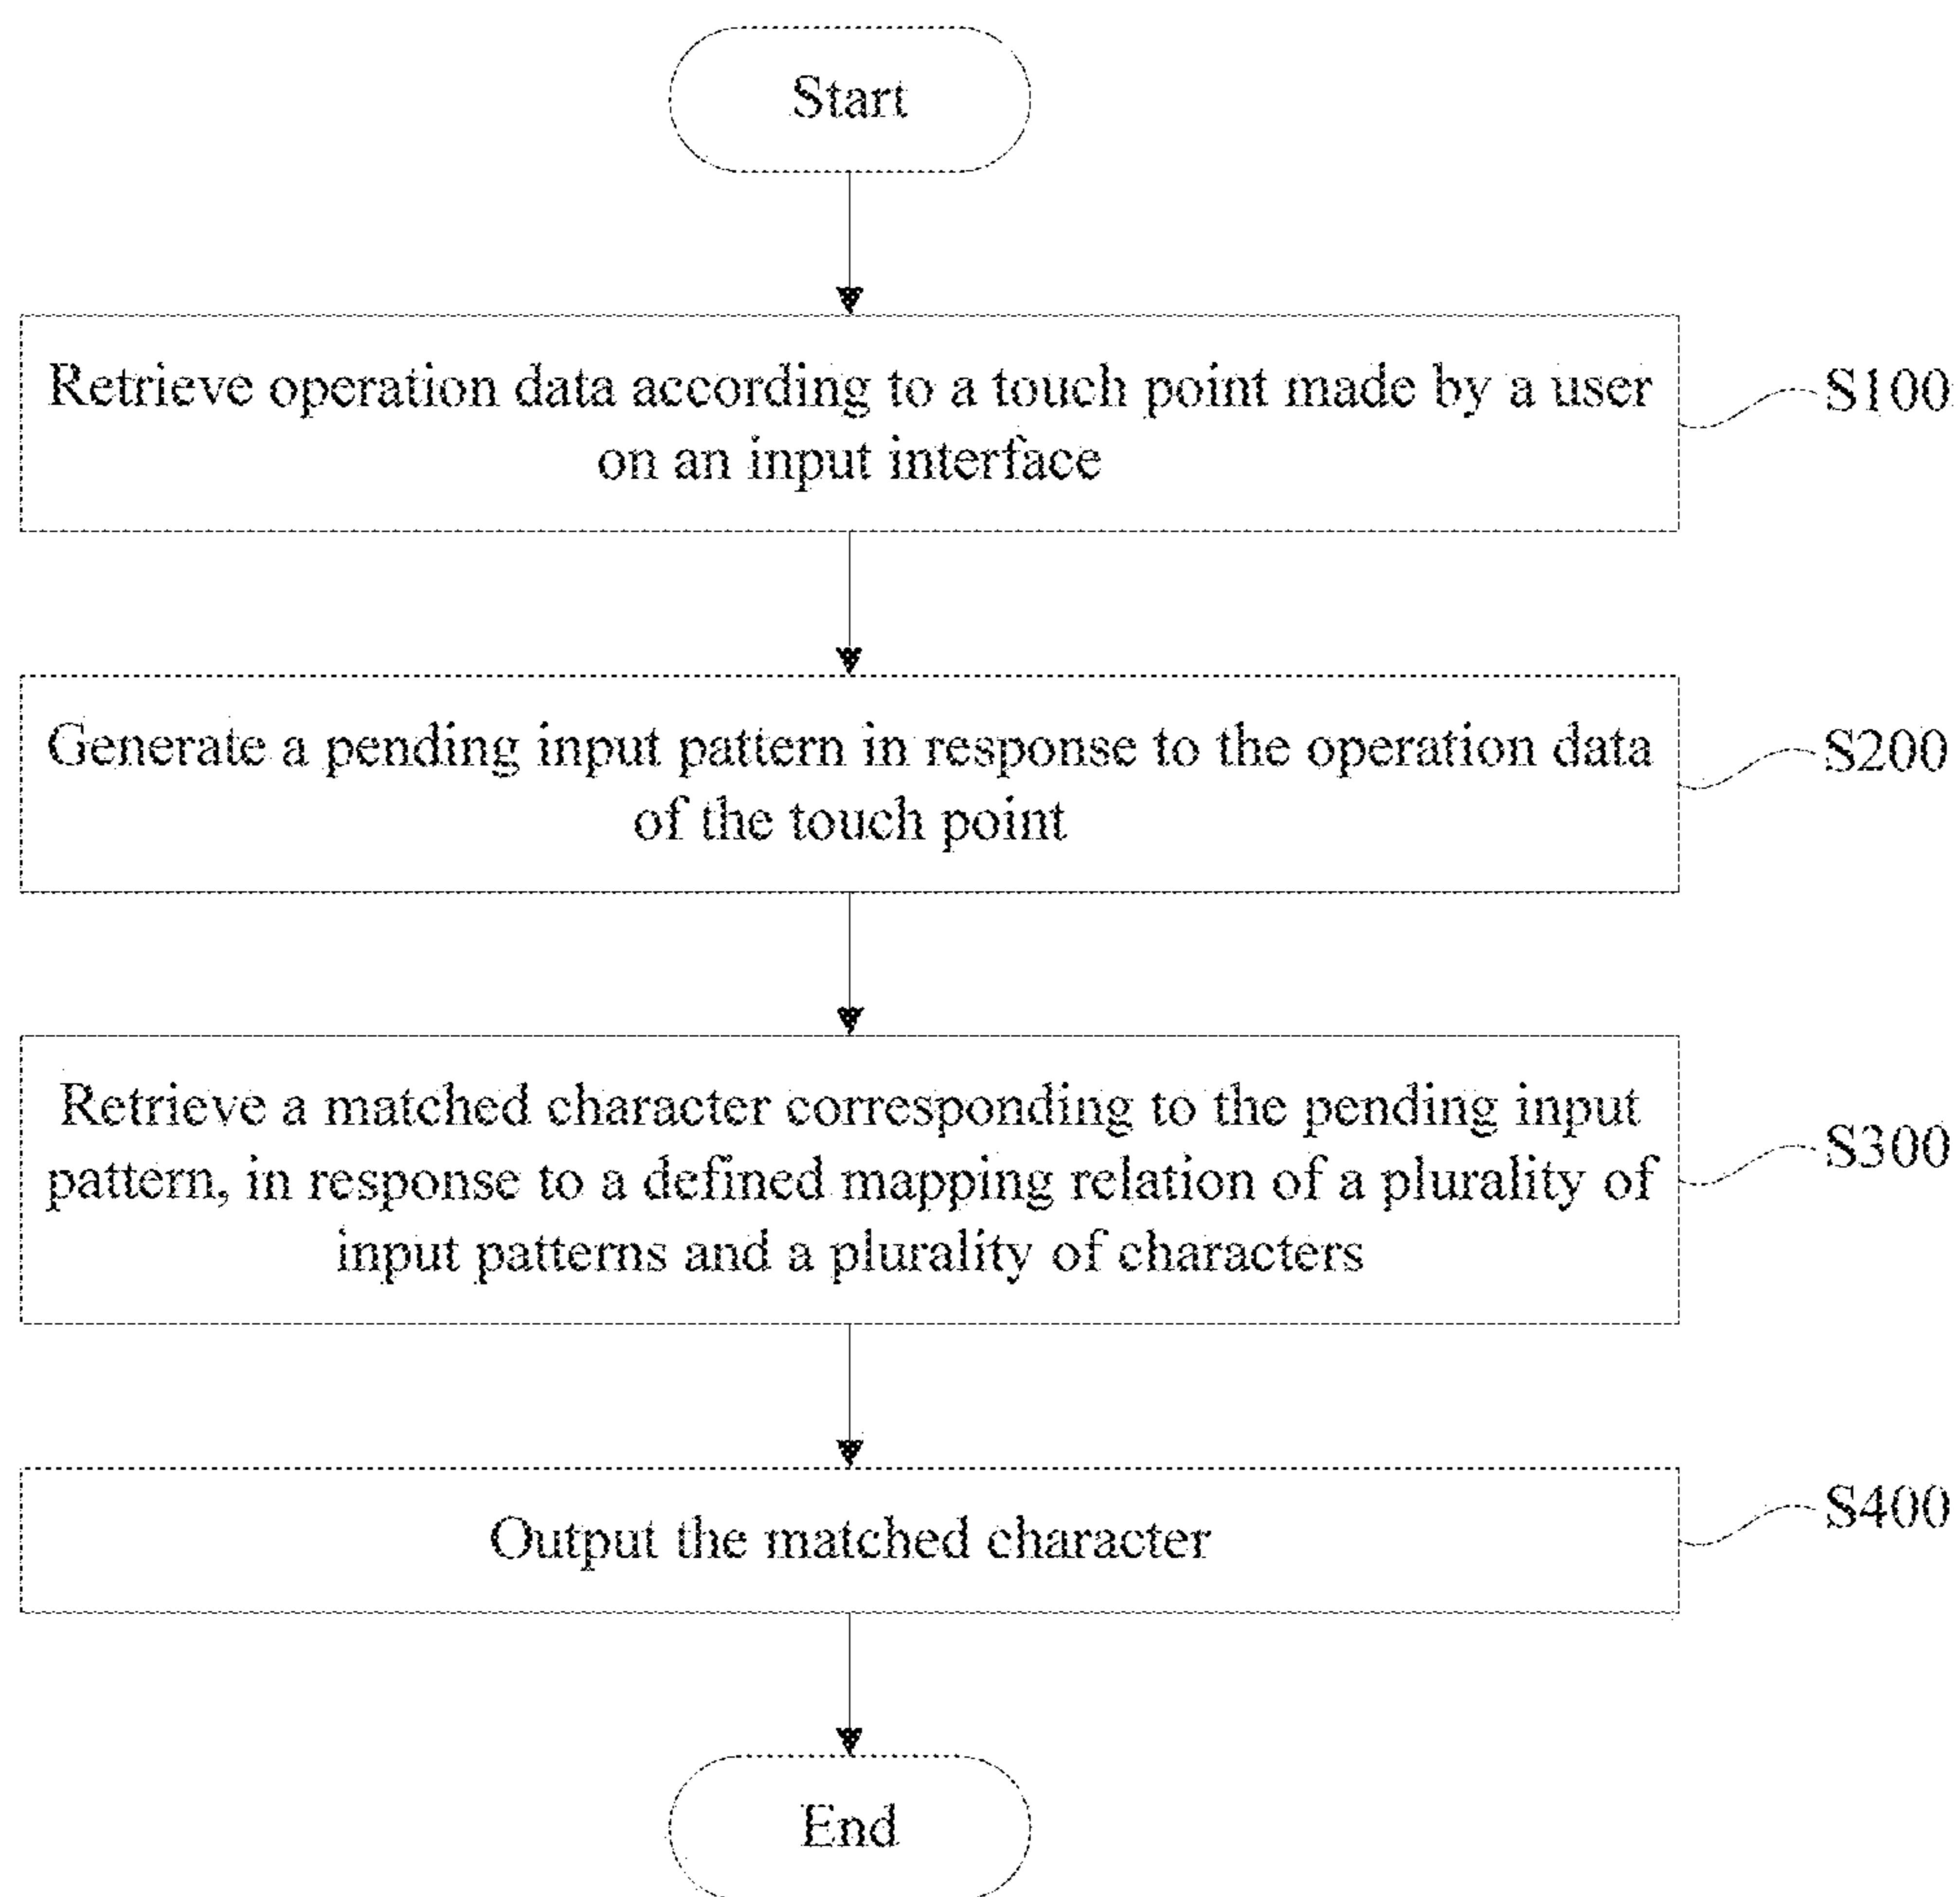 Start
Retrieve operation data according to a touch point made by a user
on an input interface
S100
Generate a pending input pattern in response to the operation data
of the touch point
S200
Retrieve a matched character corresponding to the pending input
pattern, in response to a defined mapping relation of a plurality of
input patterns and a plurality of characters
S300
Output the matched character
S400
End